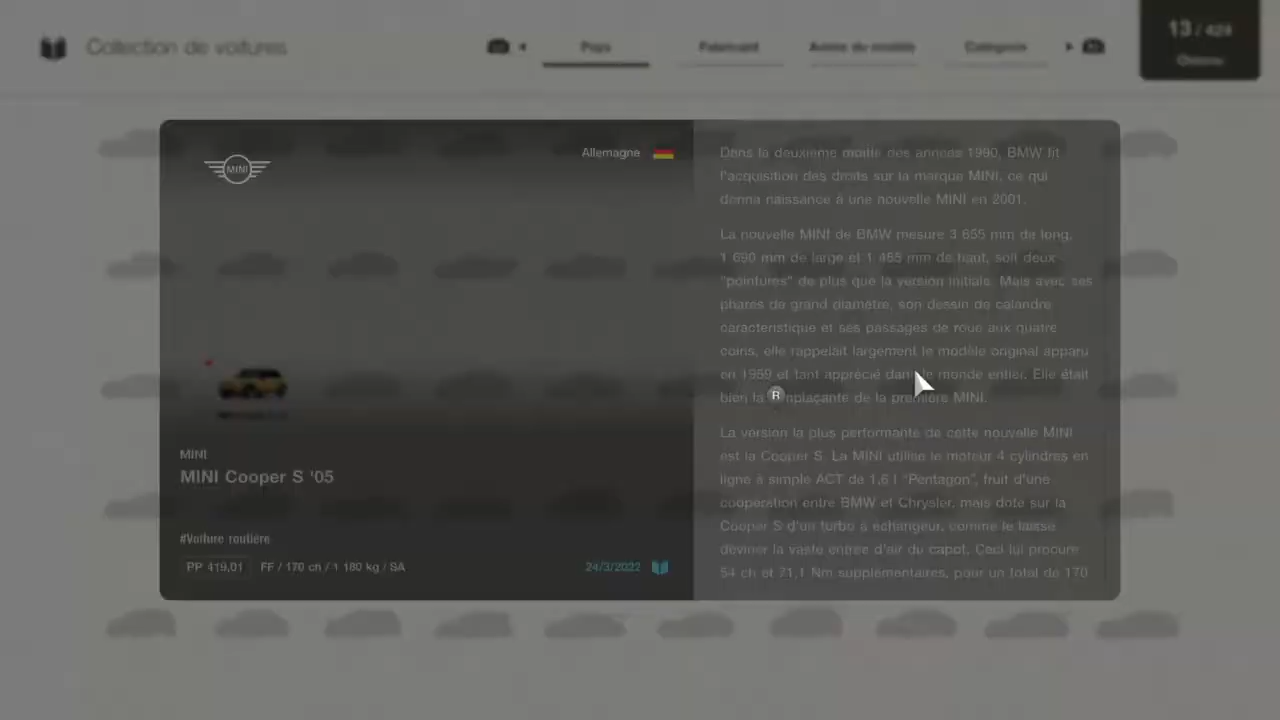 Collection de voitures
Pays
Fabricant
Année du modèle
Catégorie
13 / 429
Obtenu
MINI
Allemagne
MINI
MINI Cooper S '05
#Voiture routière
PP 419,01 FF / 170 ch / 1 180 kg / SA
24/3/2022
Dans la deuxième moitié des années 1990, BMW fit
l'acquisition des droits sur la marque MINI, ce qui
donna naissance à une nouvelle MINI en 2001.
La nouvelle MINI de BMW mesure 3 655 mm de long,
1 690 mm de large et 1 455 mm de haut, soit deux
"pointures" de plus que la version initiale. Mais avec ses
phares de grand diamètre, son dessin de calandre
caractéristique et ses passages de roue aux quatre
coins, elle rappelait largement le modèle original apparu
en 1959 et tant apprécié dans le monde entier. Elle était
bien la R mplaçante de la première MINI.
La version la plus performante de cette nouvelle MINI
est la Cooper S. La MINI utilise le moteur 4 cylindres en
ligne à simple ACT de 1,6 l "Pentagon", fruit d'une
coopération entre BMW et Chrysler, mais doté sur la
Cooper S d'un turbo à échangeur, comme le laisse
deviner la vaste entrée d'air du capot. Ceci lui procure
54 ch et 71,1 Nm supplémentaires, pour un total de 170